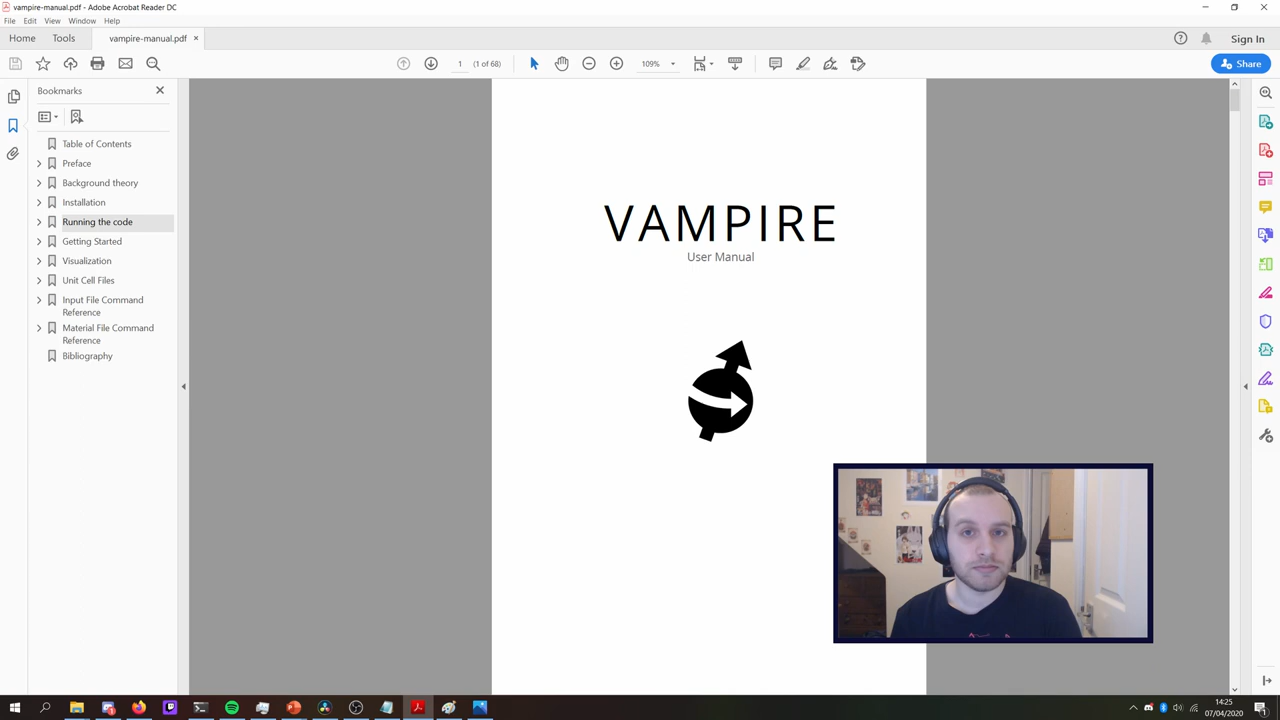 vampire-manual.pdf - Adobe Acrobat Reader DC
File Edit View Window Help
Home Tools vampire-manual.pdf Sign In
1 (1 of 68) 109% Share
Bookmarks
Table of Contents
Preface
Background theory
Installation
Running the code
Getting Started
Visualization
Unit Cell Files
Input File Command
Reference
Material File Command
Reference
Bibliography
VAMPIRE
User Manual
14:25
07/04/2020
1